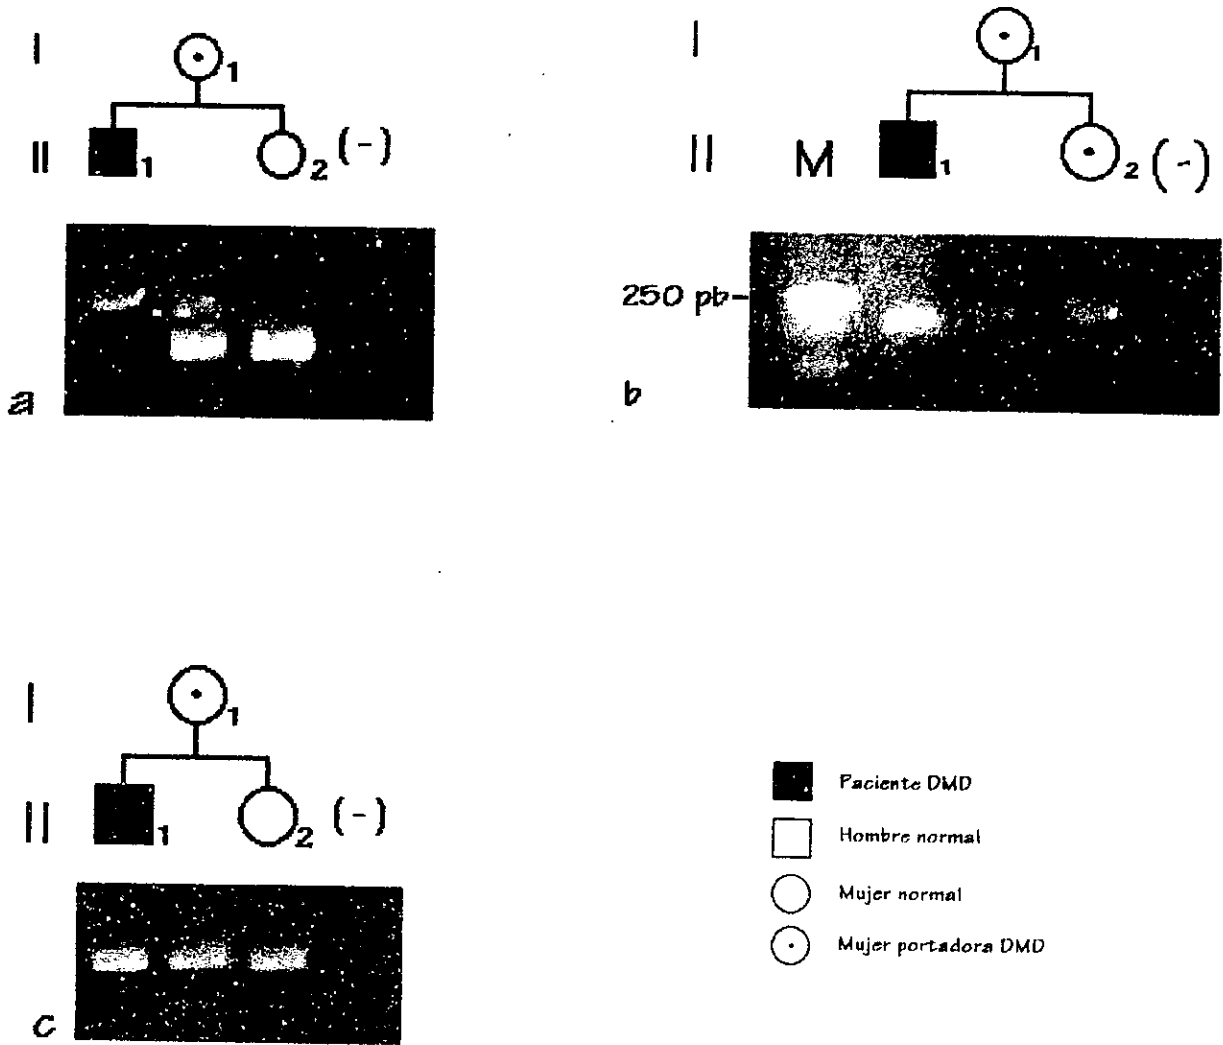 I
1
II
1
2 (-)
a
I
1
II
M
1
2 (-)
250 pb-
b
I
1
II
1
2 (-)
c
Paciente DMD
Hombre normal
Mujer normal
Mujer portadora DMD